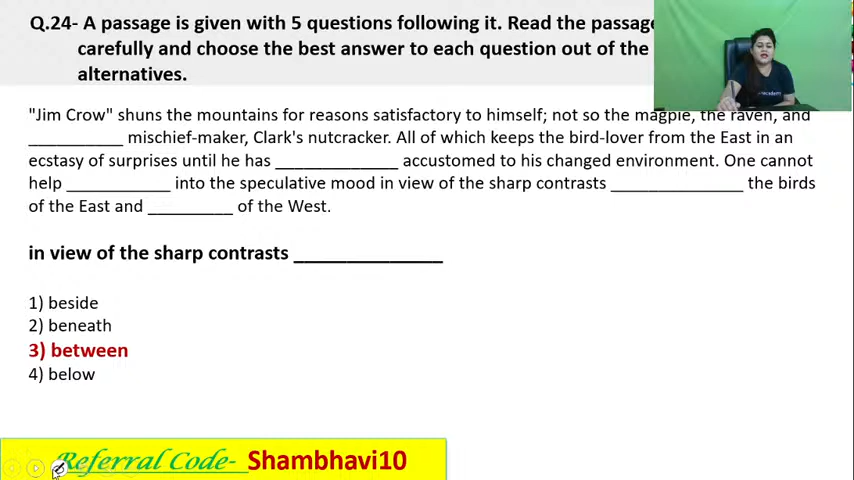 Q.24- A passage is given with 5 questions following it. Read the passage
carefully and choose the best answer to each question out of the
alternatives.
"Jim Crow" shuns the mountains for reasons satisfactory to himself; not so the magpie, the raven, and
__________ mischief-maker, Clark's nutcracker. All of which keeps the bird-lover from the East in an
ecstasy of surprises until he has _____________ accustomed to his changed environment. One cannot
help ___________ into the speculative mood in view of the sharp contrasts ______________ the birds
of the East and _________ of the West.
in view of the sharp contrasts ______________
1) beside
2) beneath
3) between
4) below
Referral Code- Shambhavi10